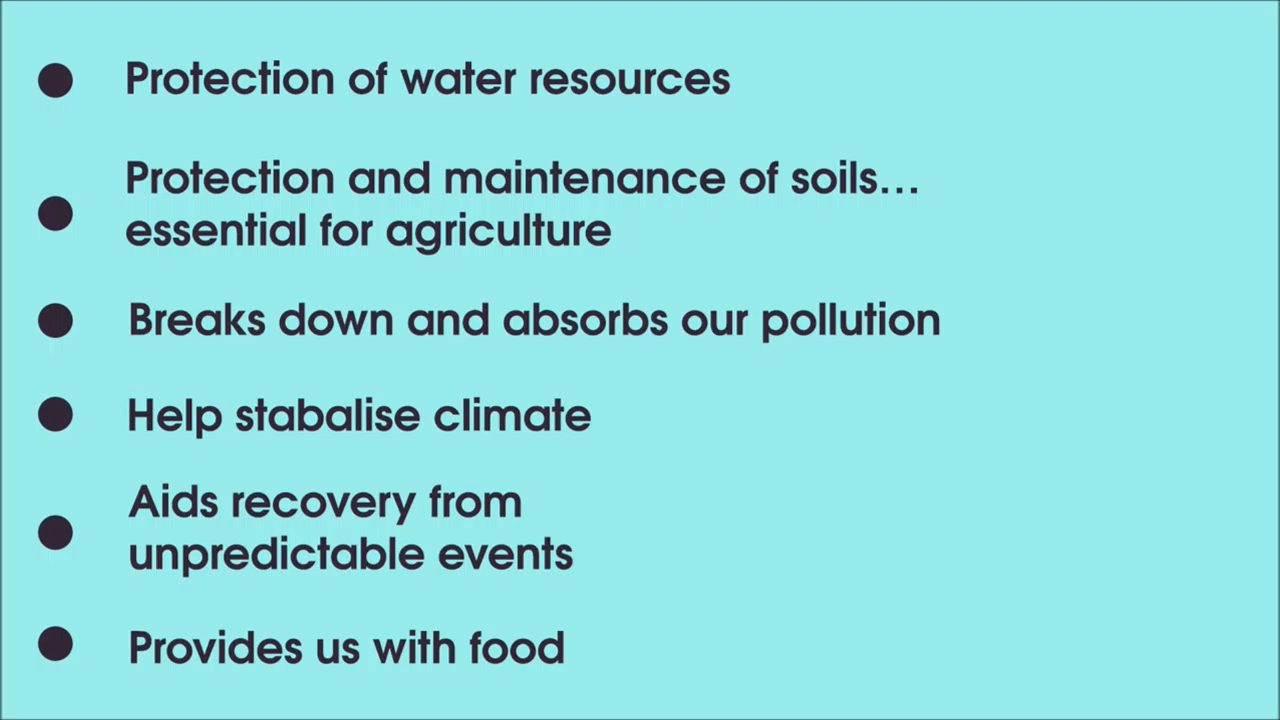 Protection of water resources
Protection and maintenance of soils…
essential for agriculture
Breaks down and absorbs our pollution
Help stabalise climate
Aids recovery from
unpredictable events
Provides us with food